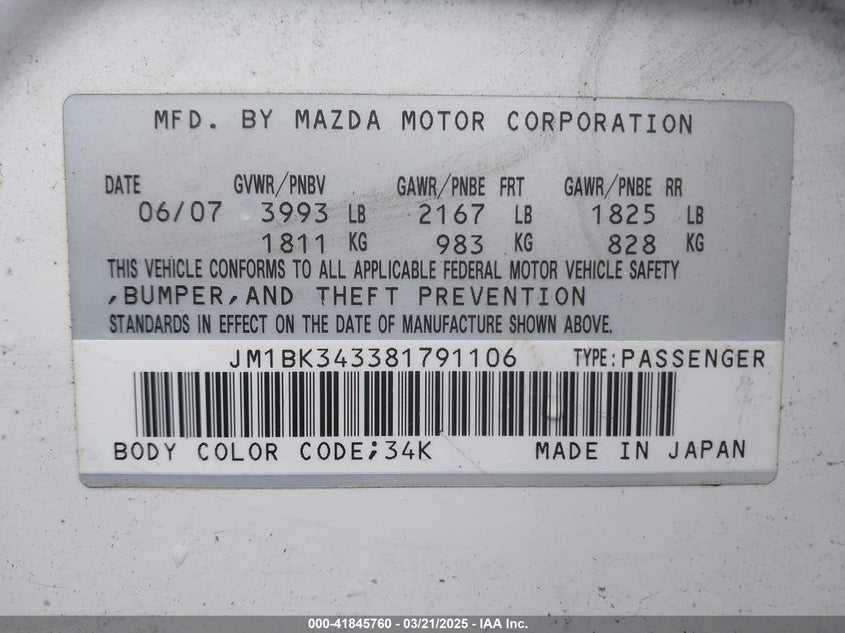 MFD. BY MAZDA MOTOR CORPORATION
DATE GVWR/PNBV GAWR/PNBE FRT GAWR/PNBE RR
06/07 3993 LB 2167 LB 1825 LB
1811 KG 983 KG 828 KG
THIS VEHICLE CONFORMS TO ALL APPLICABLE FEDERAL MOTOR VEHICLE SAFETY
,BUMPER,AND THEFT PREVENTION
STANDARDS IN EFFECT ON THE DATE OF MANUFACTURE SHOWN ABOVE.
JM1BK343381791106 TYPE:PASSENGER
BODY COLOR CODE;34K MADE IN JAPAN
000-41845760 - 03/21/2025 - IAA Inc.